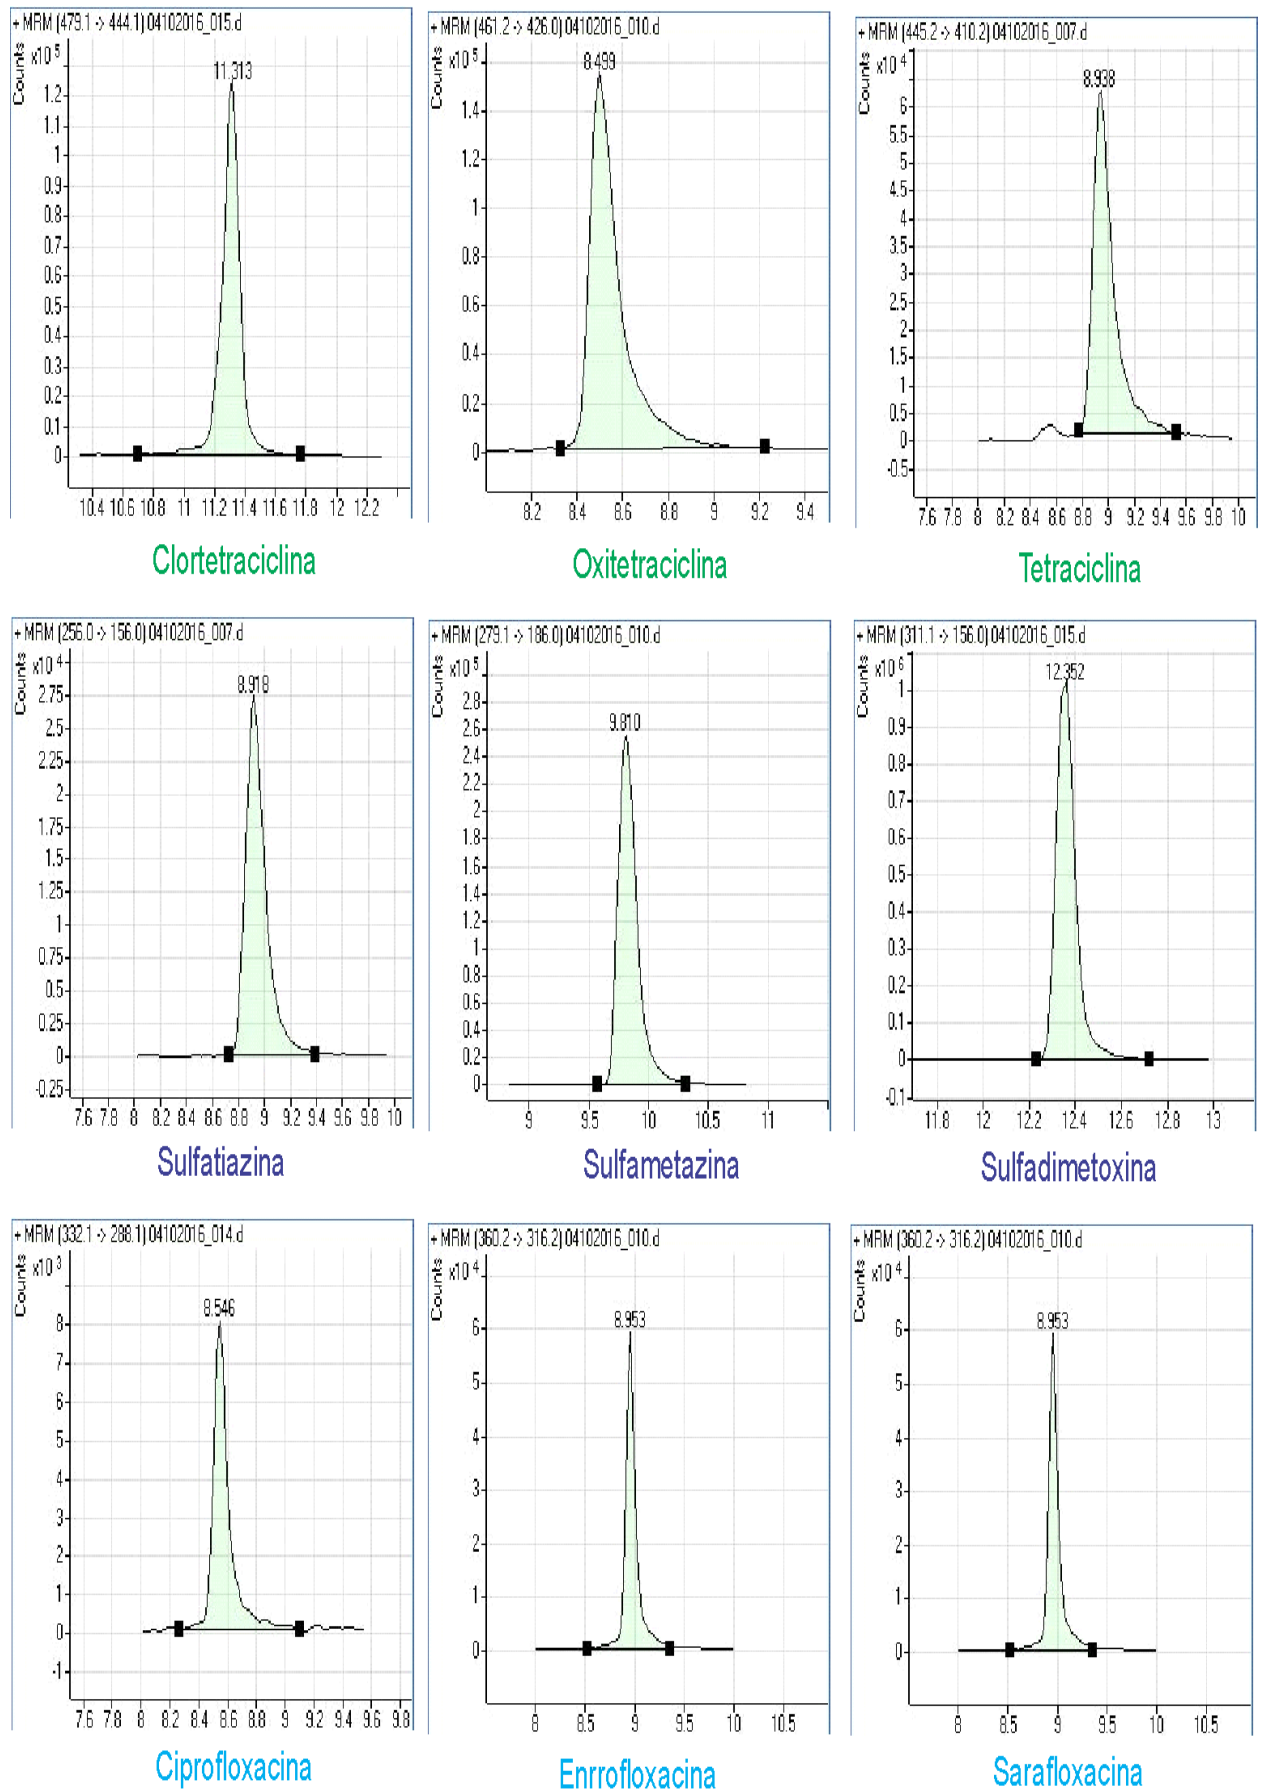 + MRM (479.1 -> 444.1) 04102016_015.d
Counts
x10 5
11.313
1.2
1.1
1
0.9
0.8
0.7
0.6
0.5
0.4
0.3
0.2
0.1
0
10.4 10.6 10.8 11 11.2 11.4 11.6 11.8 12 12.2
Clortetraciclina
+ MRM (461.2 -> 426.0) 04102016_010.d
Counts
x10 5
8.499
1.4
1.2
1
0.8
0.6
0.4
0.2
0
8.2 8.4 8.6 8.8 9 9.2 9.4
Oxitetraciclina
+ MRM (445.2 -> 410.2) 04102016_007.d
Counts
x10 4
8.938
6
5.5
5
4.5
4
3.5
3
2.5
2
1.5
1
0.5
0
-0.5
7.6 7.8 8 8.2 8.4 8.6 8.8 9 9.2 9.4 9.6 9.8 10
Tetraciclina
+ MRM (256.0 -> 156.0) 04102016_007.d
Counts
x10 4
8.918
2.75
2.5
2.25
2
1.75
1.5
1.25
1
0.75
0.5
0.25
0
-0.25
7.6 7.8 8 8.2 8.4 8.6 8.8 9 9.2 9.4 9.6 9.8 10
Sulfatiazina
+ MRM (279.1 -> 186.0) 04102016_010.d
Counts
x10 5
9.810
2.8
2.6
2.4
2.2
2
1.8
1.6
1.4
1.2
1
0.8
0.6
0.4
0.2
0
9 9.5 10 10.5 11
Sulfametazina
+ MRM (311.1 -> 156.0) 04102016_015.d
Counts
x10 6
12.352
1
0.9
0.8
0.7
0.6
0.5
0.4
0.3
0.2
0.1
0
-0.1
11.8 12 12.2 12.4 12.6 12.8 13
Sulfadimetoxina
+ MRM (332.1 -> 288.1) 04102016_014.d
Counts
x10 3
8.546
8
7
6
5
4
3
2
1
0
-1
7.6 7.8 8 8.2 8.4 8.6 8.8 9 9.2 9.4 9.6 9.8
Ciprofloxacina
+ MRM (360.2 -> 316.2) 04102016_010.d
Counts
x10 4
8.953
6
5
4
3
2
1
0
8 8.5 9 9.5 10 10.5
Enrrofloxacina
+ MRM (360.2 -> 316.2) 04102016_010.d
Counts
x10 4
8.953
6
5
4
3
2
1
0
8 8.5 9 9.5 10 10.5
Sarafloxacina